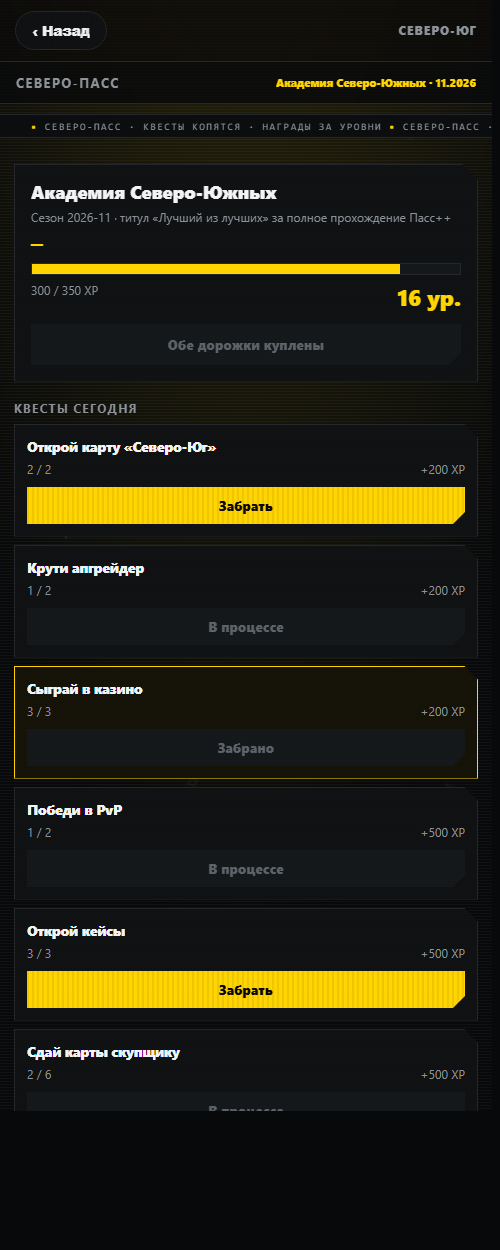 ‹ Назад
СЕВЕРО-ЮГ
СЕВЕРО-ПАСС
Академия Северо-Южных · 11.2026
СЕВЕРО-ПАСС · КВЕСТЫ КОПЯТСЯ · НАГРАДЫ ЗА УРОВНИ ▪ СЕВЕРО-ПАСС ·
Академия Северо-Южных
Сезон 2026-11 · титул «Лучший из лучших» за полное прохождение Пасс++
—
300 / 350 XP
16 ур.
Обе дорожки куплены
КВЕСТЫ СЕГОДНЯ
Открой карту «Северо-Юг»
2 / 2
+200 XP
Забрать
Крути апгрейдер
1 / 2
+200 XP
В процессе
Сыграй в казино
3 / 3
+200 XP
Забрано
Победи в PvP
1 / 2
+500 XP
В процессе
Открой кейсы
3 / 3
+500 XP
Забрать
Сдай карты скупщику
2 / 6
+500 XP
В процессе